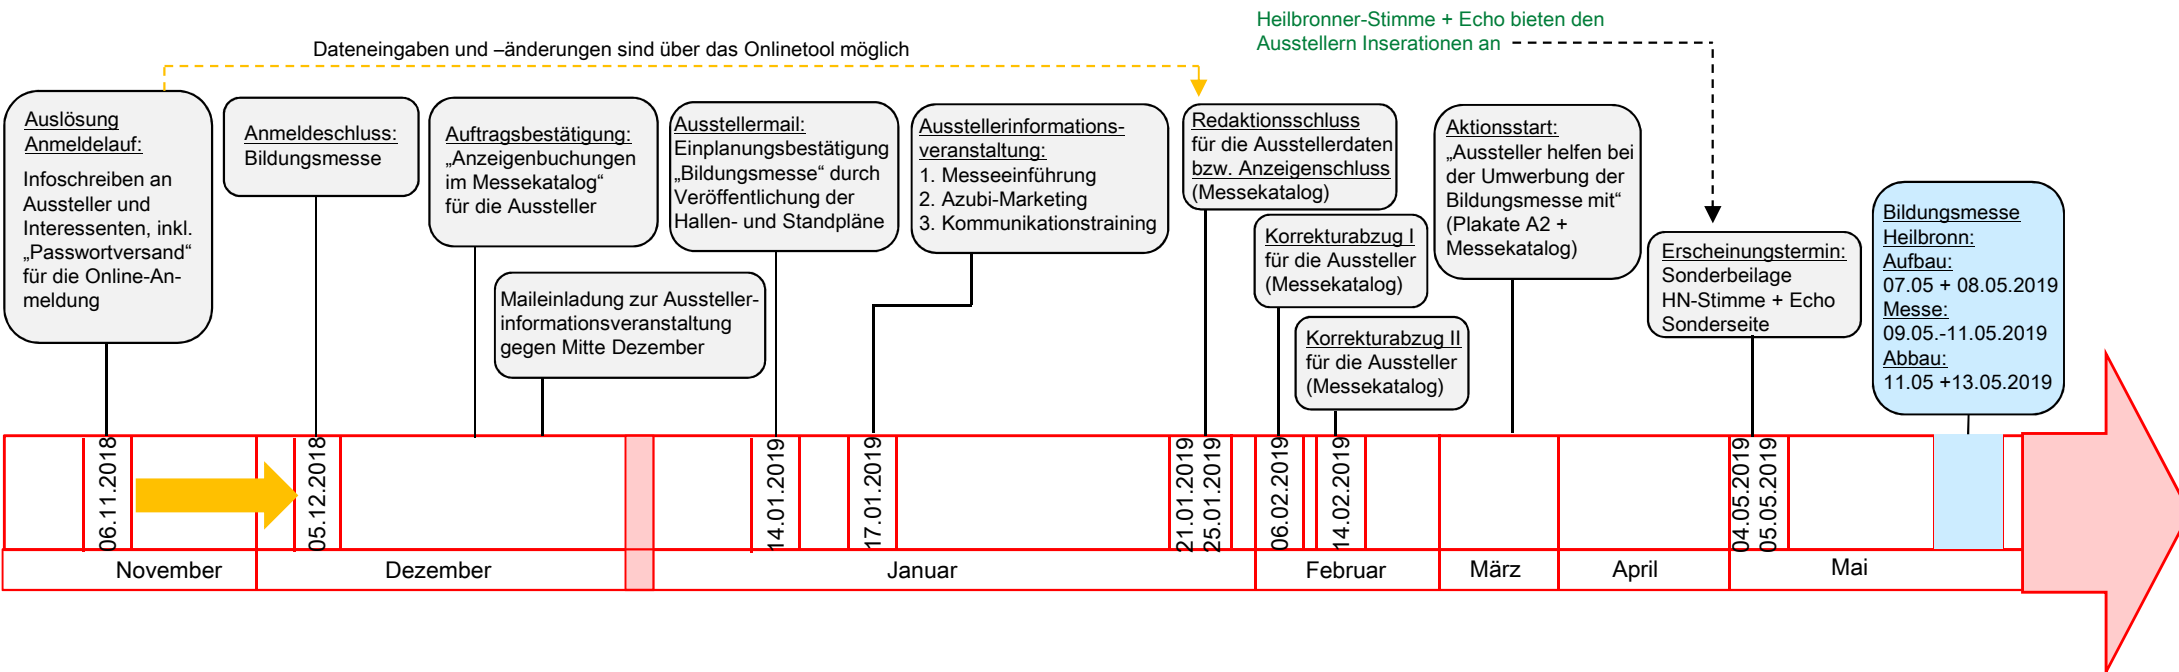 Heilbronner-Stimme + Echo bieten den
Ausstellern Inserationen an
Dateneingaben und –änderungen sind über das Onlinetool möglich
Auslösung
Anmeldelauf:
Infoschreiben an
Aussteller und
Interessenten, inkl.
„Passwortversand“
für die Online-An-
meldung
Anmeldeschluss:
Bildungsmesse
Auftragsbestätigung:
„Anzeigenbuchungen
im Messekatalog“
für die Aussteller
Maileinladung zur Aussteller-
informationsveranstaltung
gegen Mitte Dezember
Ausstellermail:
Einplanungsbestätigung
„Bildungsmesse“ durch
Veröffentlichung der
Hallen- und Standpläne
Ausstellerinformations-
veranstaltung:
1. Messeeinführung
2. Azubi-Marketing
3. Kommunikationstraining
Redaktionsschluss
für die Ausstellerdaten
bzw. Anzeigenschluss
(Messekatalog)
Korrekturabzug I
für die Aussteller
(Messekatalog)
Korrekturabzug II
für die Aussteller
(Messekatalog)
Aktionsstart:
„Aussteller helfen bei
der Umwerbung der
Bildungsmesse mit“
(Plakate A2 +
Messekatalog)
Erscheinungstermin:
Sonderbeilage
HN-Stimme + Echo
Sonderseite
Bildungsmesse
Heilbronn:
Aufbau:
07.05 + 08.05.2019
Messe:
09.05.-11.05.2019
Abbau:
11.05 +13.05.2019
06.11.2018
05.12.2018
14.01.2019
17.01.2019
21.01.2019
25.01.2019
06.02.2019
14.02.2019
04.05.2019
05.05.2019
November
Dezember
Januar
Februar
März
April
Mai